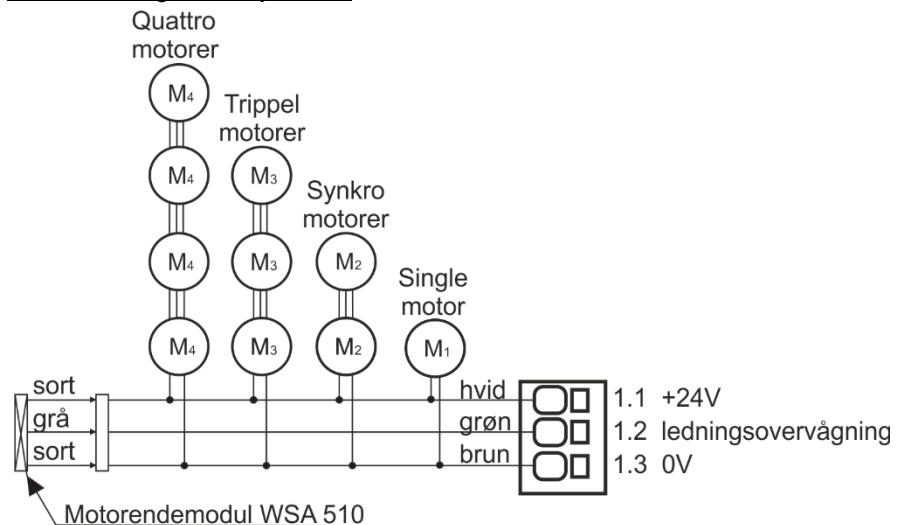 Quattro
motorer
M4
Trippel
motorer
M4
M3
Synkro
motorer
M4
M3
M2
Single
motor
M4
M3
M2
M1
sort
hvid
1.1 +24V
grå
grøn
1.2 ledningsovervågning
sort
brun
1.3 0V
Motorendemodul WSA 510